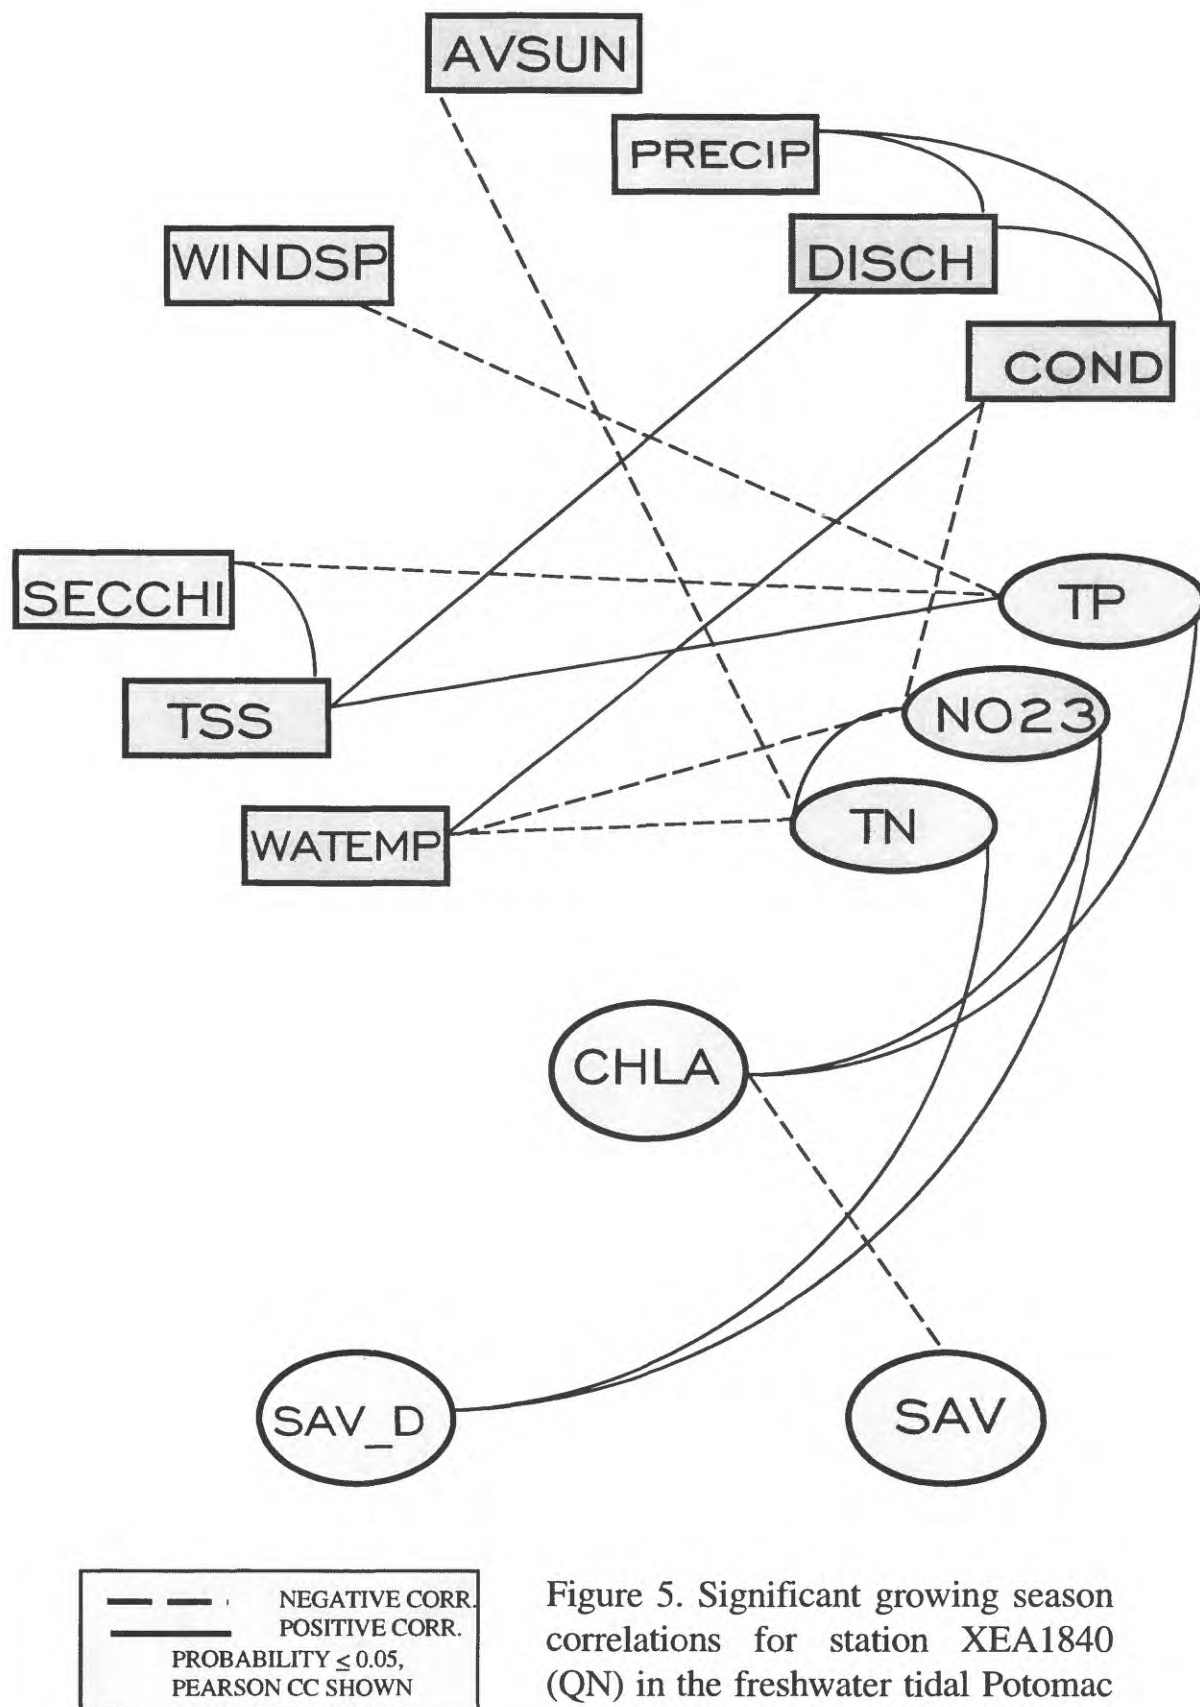 AVSUN
PRECIP
WINDSP
DISCH
COND
SECCHI
TP
TSS
NO23
WATEMP
TN
CHLA
SAV_D
SAV
NEGATIVE CORR.
POSITIVE CORR.
PROBABILITY ≤ 0.05,
PEARSON CC SHOWN
Figure 5. Significant growing season
correlations for station XEA1840
(QN) in the freshwater tidal Potomac